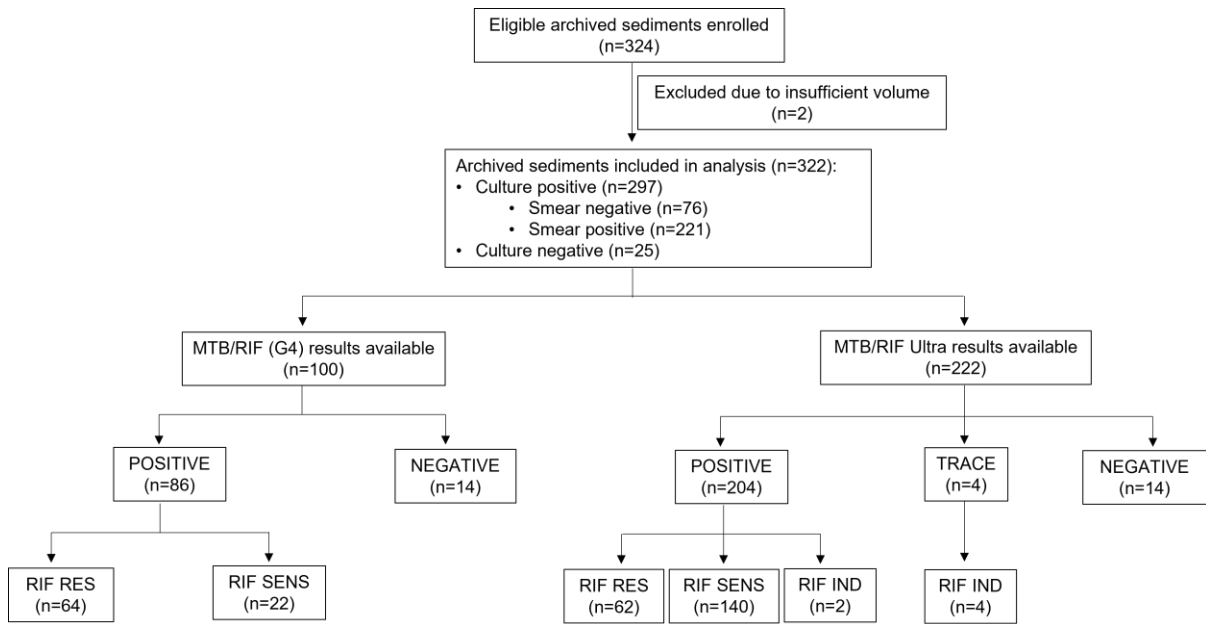 Eligible archived sediments enrolled
(n=324)
Excluded due to insufficient volume
(n=2)
Archived sediments included in analysis (n=322):
• Culture positive (n=297)
• Smear negative (n=76)
• Smear positive (n=221)
• Culture negative (n=25)
MTB/RIF (G4) results available
(n=100)
MTB/RIF Ultra results available
(n=222)
POSITIVE
(n=86)
NEGATIVE
(n=14)
POSITIVE
(n=204)
TRACE
(n=4)
NEGATIVE
(n=14)
RIF RES
(n=64)
RIF SENS
(n=22)
RIF RES
(n=62)
RIF SENS
(n=140)
RIF IND
(n=2)
RIF IND
(n=4)